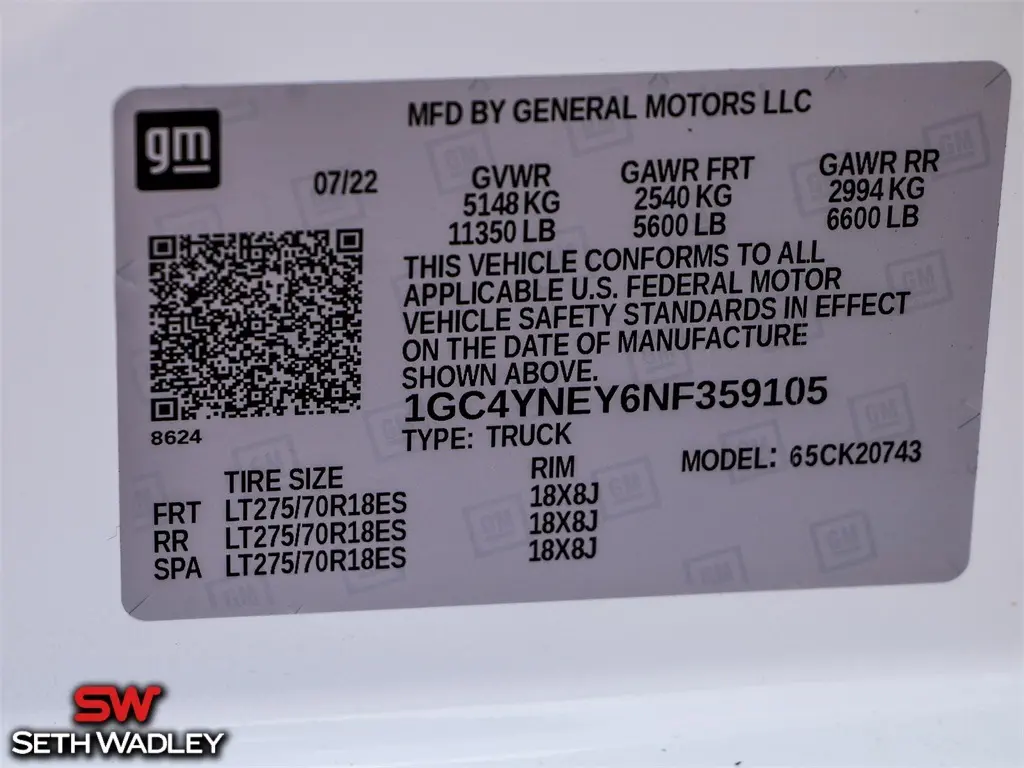 gm
MFD BY GENERAL MOTORS LLC
07/22
GVWR GAWR FRT GAWR RR
5148 KG 2540 KG 2994 KG
11350 LB 5600 LB 6600 LB
THIS VEHICLE CONFORMS TO ALL
APPLICABLE U.S. FEDERAL MOTOR
VEHICLE SAFETY STANDARDS IN EFFECT
ON THE DATE OF MANUFACTURE
SHOWN ABOVE.
1GC4YNEY6NF359105
8624
TYPE: TRUCK MODEL: 65CK20743
TIRE SIZE RIM
FRT LT275/70R18ES 18X8J
RR LT275/70R18ES 18X8J
SPA LT275/70R18ES 18X8J
SW
SETH WADLEY